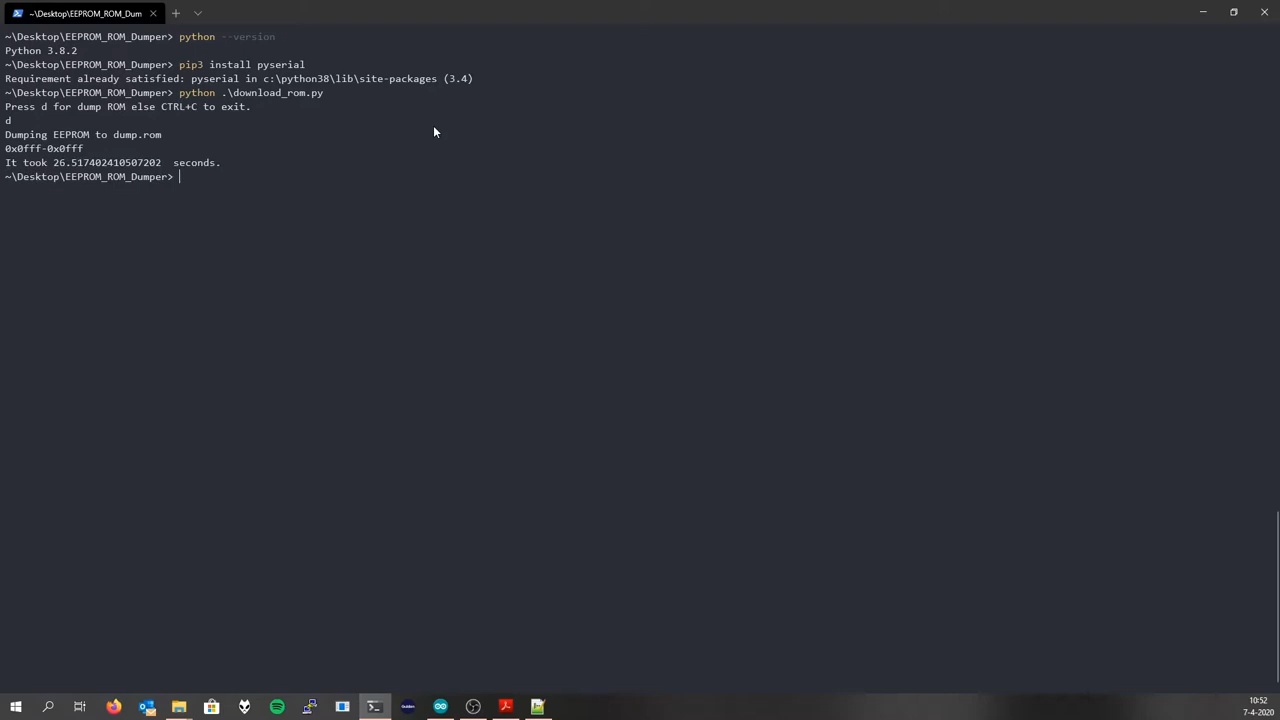 ~\Desktop\EEPROM_ROM_Dum
~\Desktop\EEPROM_ROM_Dumper> python --version
Python 3.8.2
~\Desktop\EEPROM_ROM_Dumper> pip3 install pyserial
Requirement already satisfied: pyserial in c:\python38\lib\site-packages (3.4)
~\Desktop\EEPROM_ROM_Dumper> python .\download_rom.py
Press d for dump ROM else CTRL+C to exit.
d
Dumping EEPROM to dump.rom
0x0fff-0x0fff
It took 26.517402410507202  seconds.
~\Desktop\EEPROM_ROM_Dumper>
10:52
7-4-2020